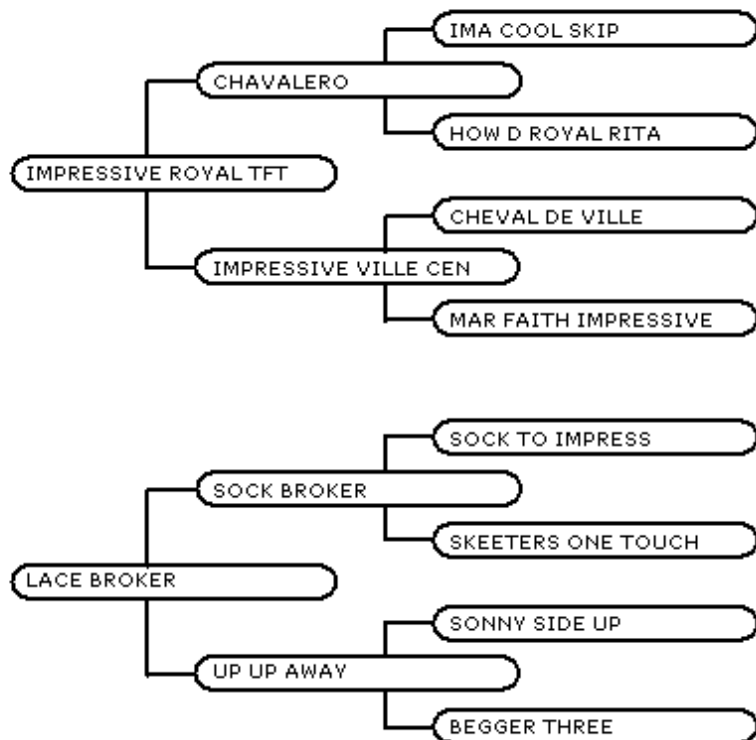 IMA COOL SKIP
CHAVALERO
HOW D ROYAL RITA
IMPRESSIVE ROYAL TFT
CHEVAL DE VILLE
IMPRESSIVE VILLE CEN
MAR FAITH IMPRESSIVE
SOCK TO IMPRESS
SOCK BROKER
SKEETERS ONE TOUCH
LACE BROKER
SONNY SIDE UP
UP UP AWAY
BEGGER THREE